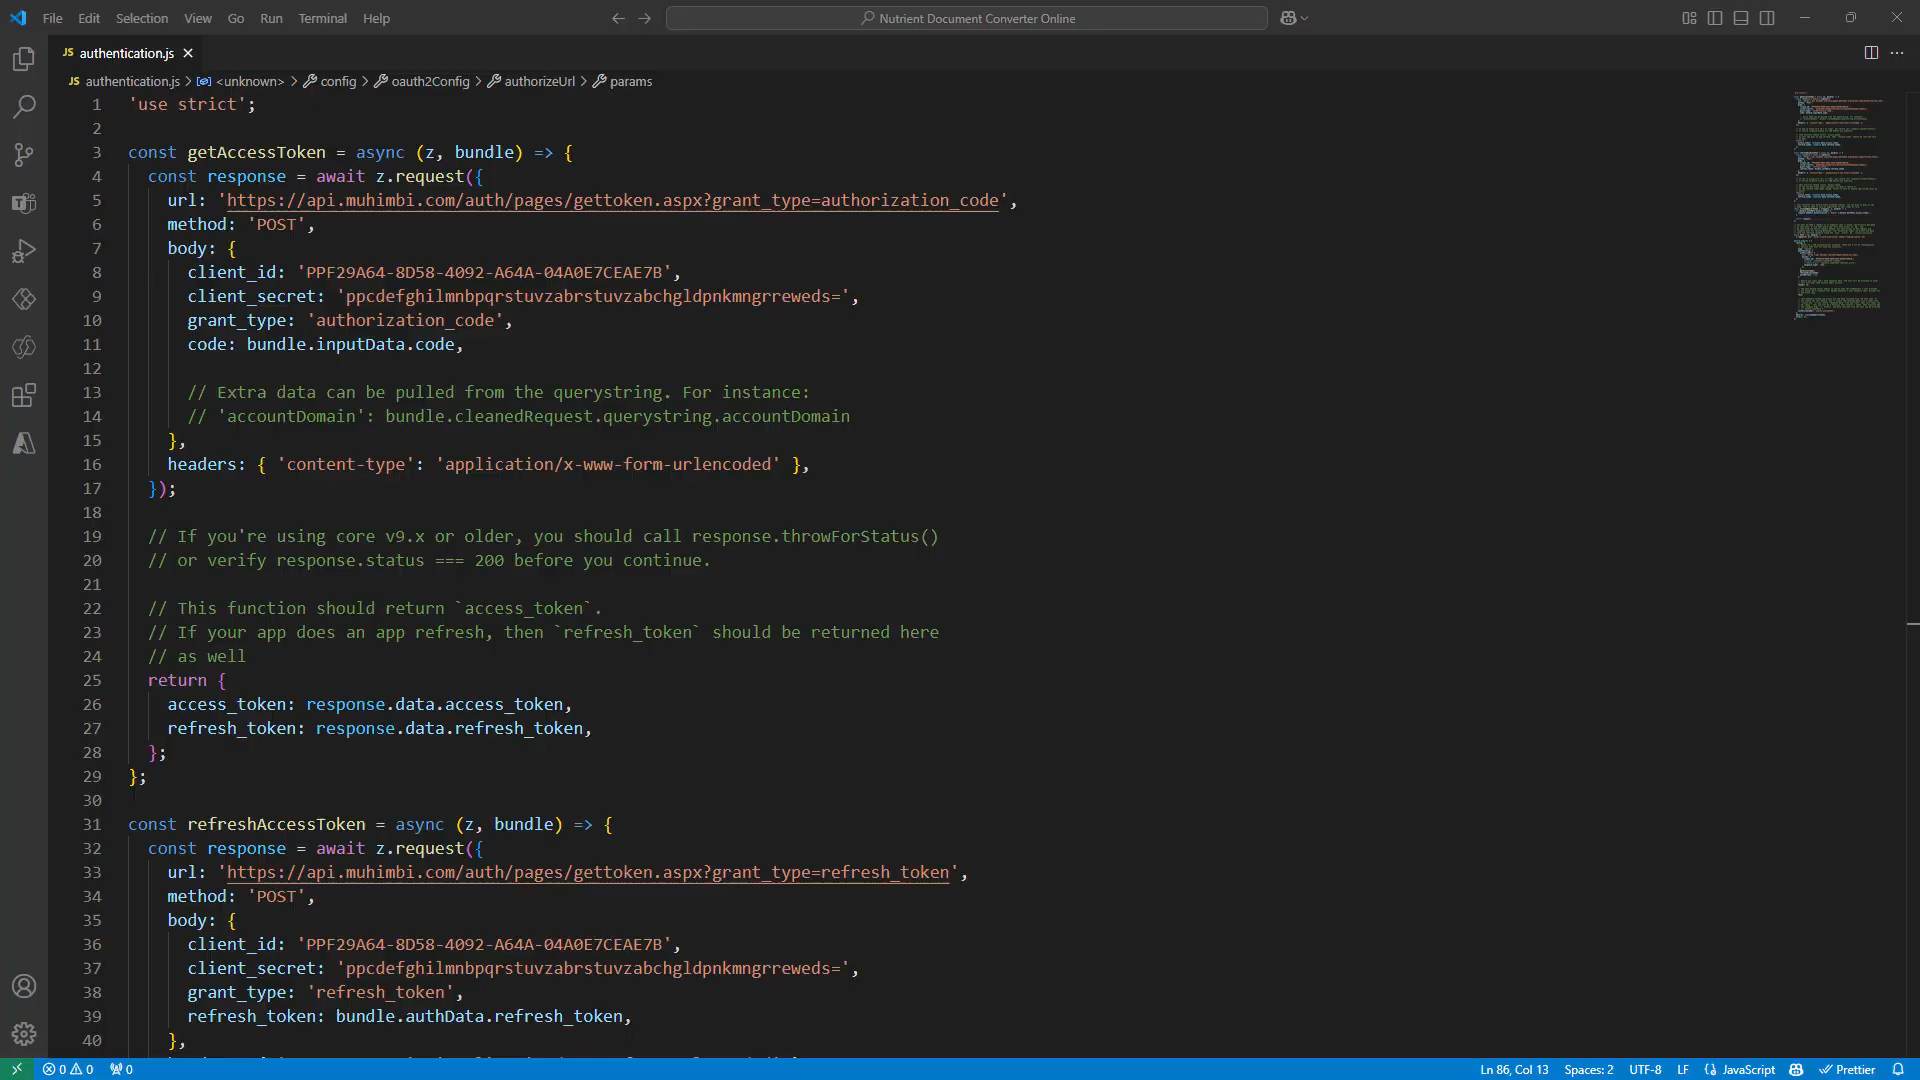 File Edit Selection View Go Run Terminal Help
Nutrient Document Converter Online
JS authentication.js
JS authentication.js > <unknown> > config > oauth2Config > authorizeUrl > params
1 'use strict';
2
3 const getAccessToken = async (z, bundle) => {
4 const response = await z.request({
5 url: 'https://api.muhimbi.com/auth/pages/gettoken.aspx?grant_type=authorization_code',
6 method: 'POST',
7 body: {
8 client_id: 'PPF29A64-8D58-4092-A64A-04A0E7CEAE7B',
9 client_secret: 'ppcdefghilmnbpqrstuvzabrstuvzabchgldpnkmngrreweds=',
10 grant_type: 'authorization_code',
11 code: bundle.inputData.code,
12
13 // Extra data can be pulled from the querystring. For instance:
14 // 'accountDomain': bundle.cleanedRequest.querystring.accountDomain
15 },
16 headers: { 'content-type': 'application/x-www-form-urlencoded' },
17 });
18
19 // If you're using core v9.x or older, you should call response.throwForStatus()
20 // or verify response.status === 200 before you continue.
21
22 // This function should return `access_token`.
23 // If your app does an app refresh, then `refresh_token` should be returned here
24 // as well
25 return {
26 access_token: response.data.access_token,
27 refresh_token: response.data.refresh_token,
28 };
29 };
30
31 const refreshAccessToken = async (z, bundle) => {
32 const response = await z.request({
33 url: 'https://api.muhimbi.com/auth/pages/gettoken.aspx?grant_type=refresh_token',
34 method: 'POST',
35 body: {
36 client_id: 'PPF29A64-8D58-4092-A64A-04A0E7CEAE7B',
37 client_secret: 'ppcdefghilmnbpqrstuvzabrstuvzabchgldpnkmngrreweds=',
38 grant_type: 'refresh_token',
39 refresh_token: bundle.authData.refresh_token,
40 },
0 0 0 Ln 86, Col 13 Spaces: 2 UTF-8 LF {} JavaScript Prettier